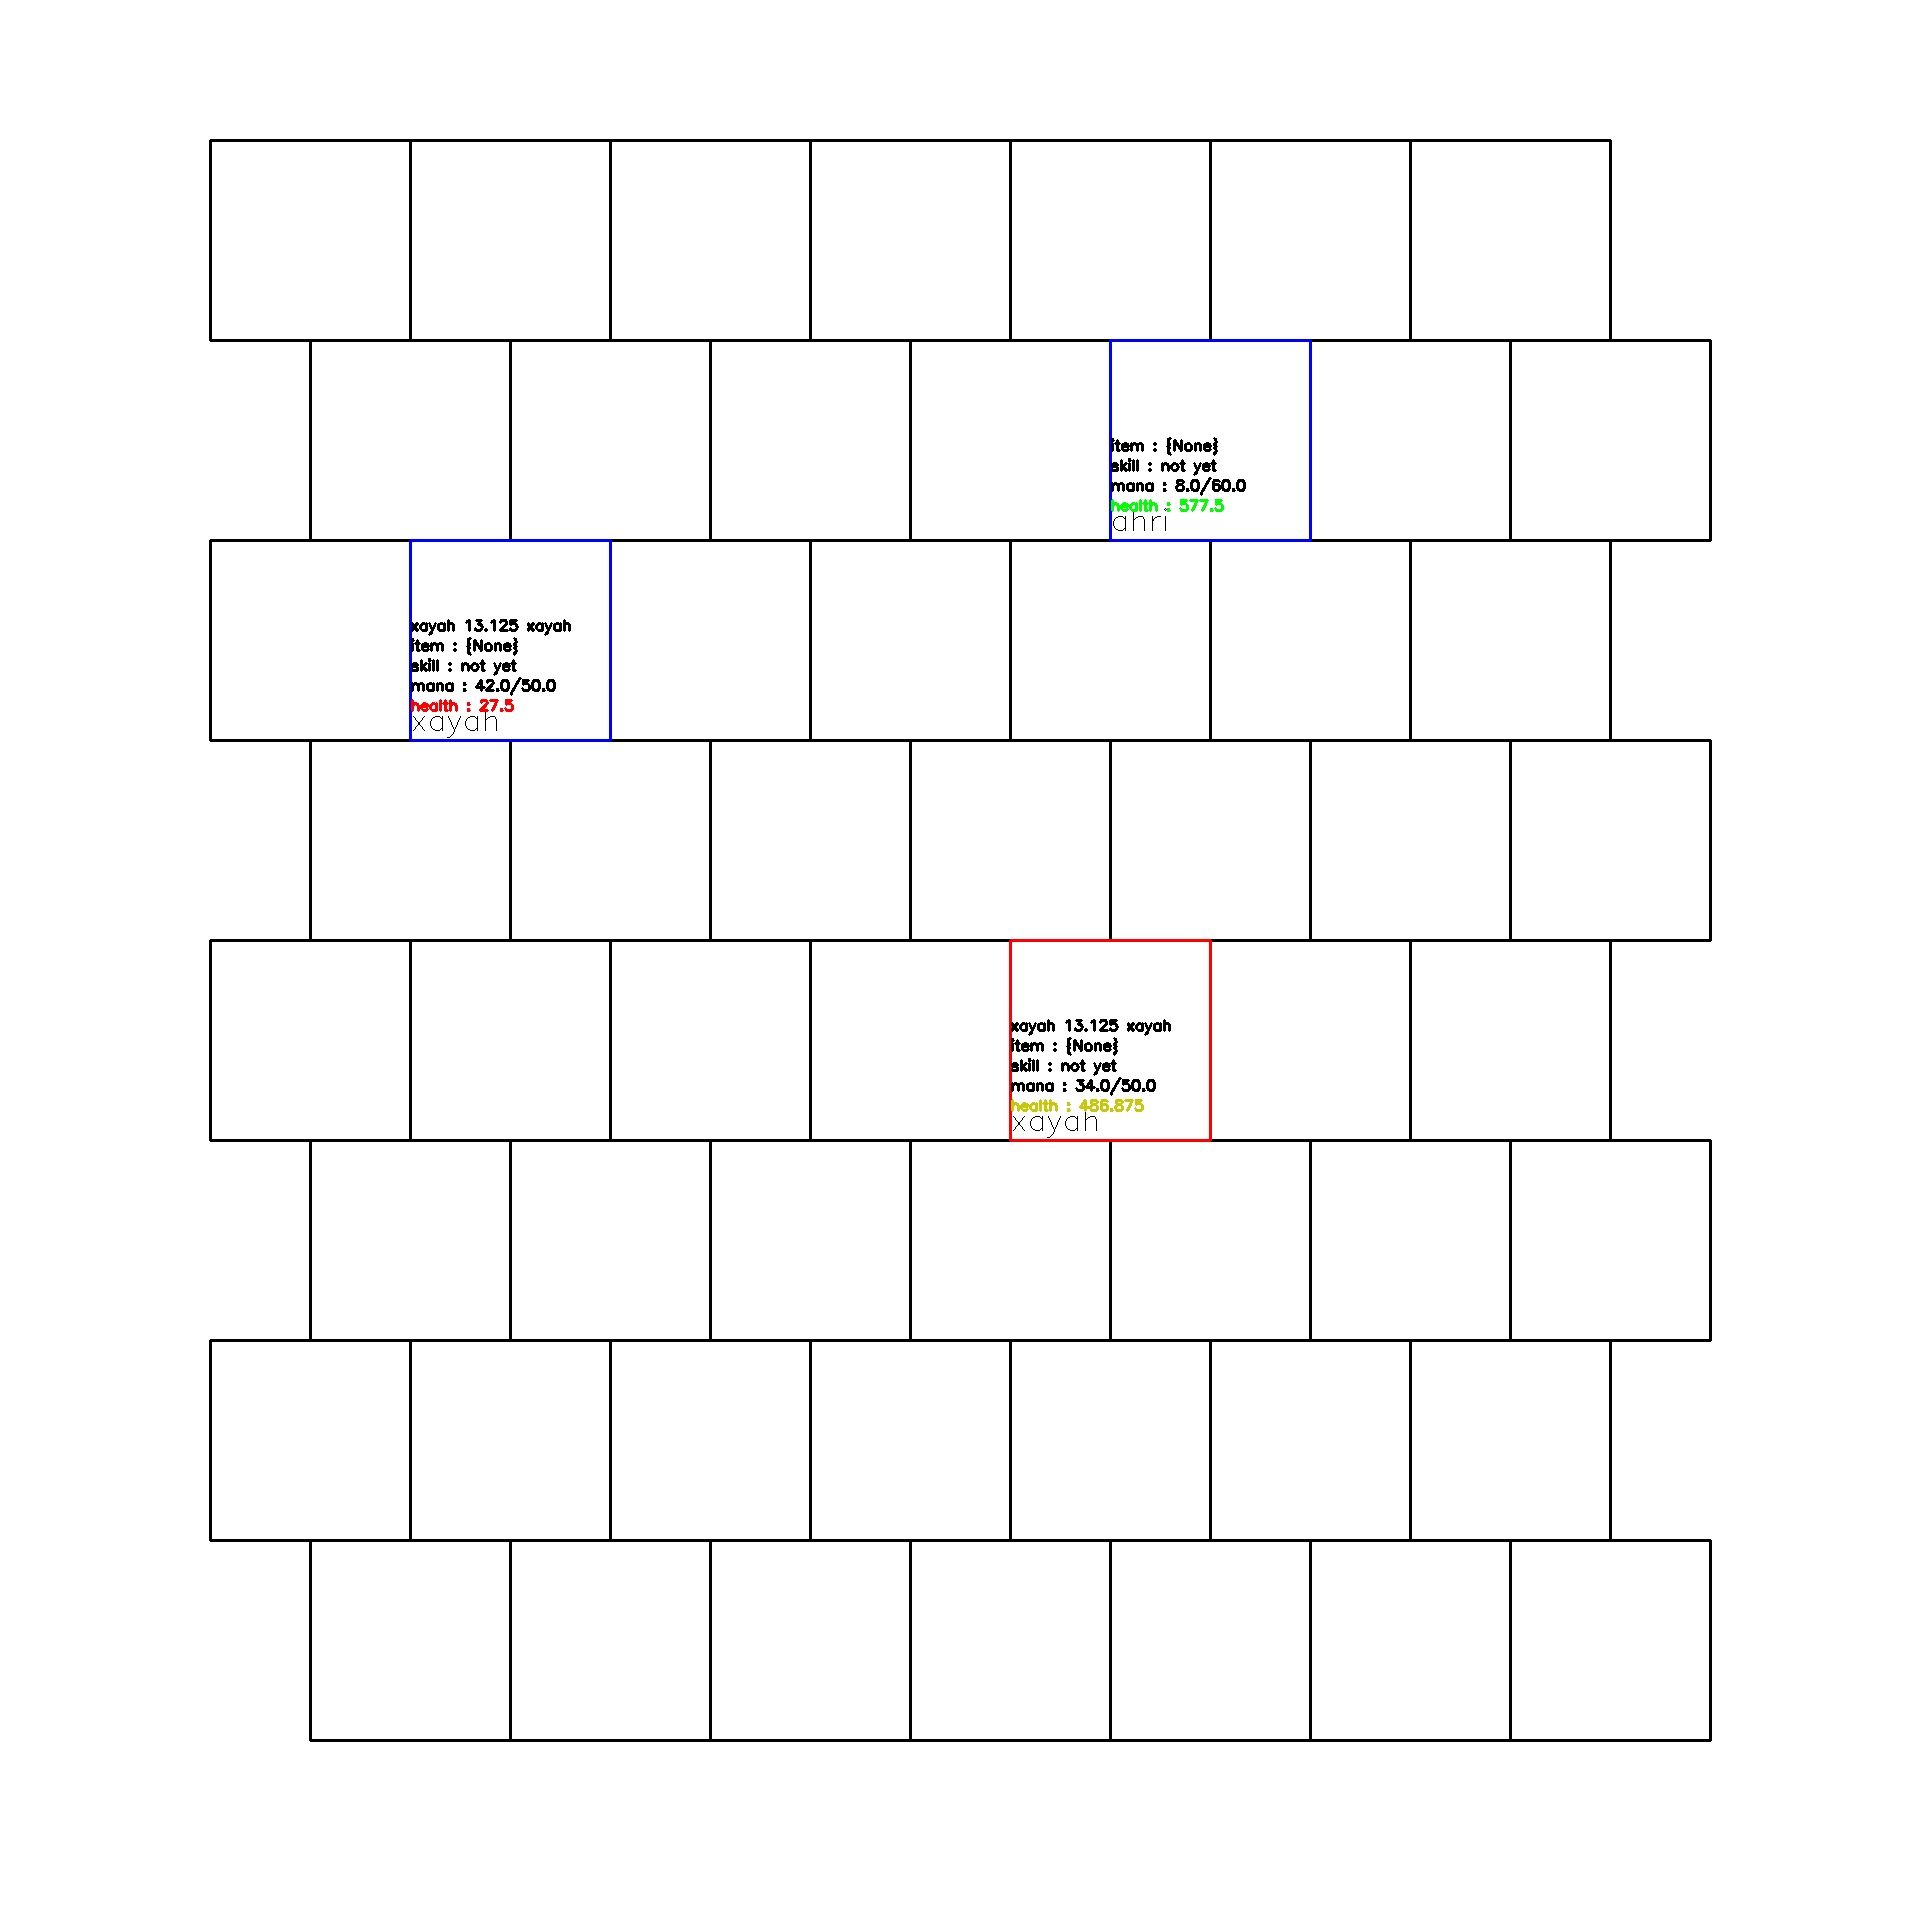 item : {None}
skill : not yet
mana : 8.0/60.0
health : 577.5
ahri
xayah 13.125 xayah
item : {None}
skill : not yet
mana : 42.0/50.0
health : 27.5
xayah
xayah 13.125 xayah
item : {None}
skill : not yet
mana : 34.0/50.0
health : 486.875
xayah